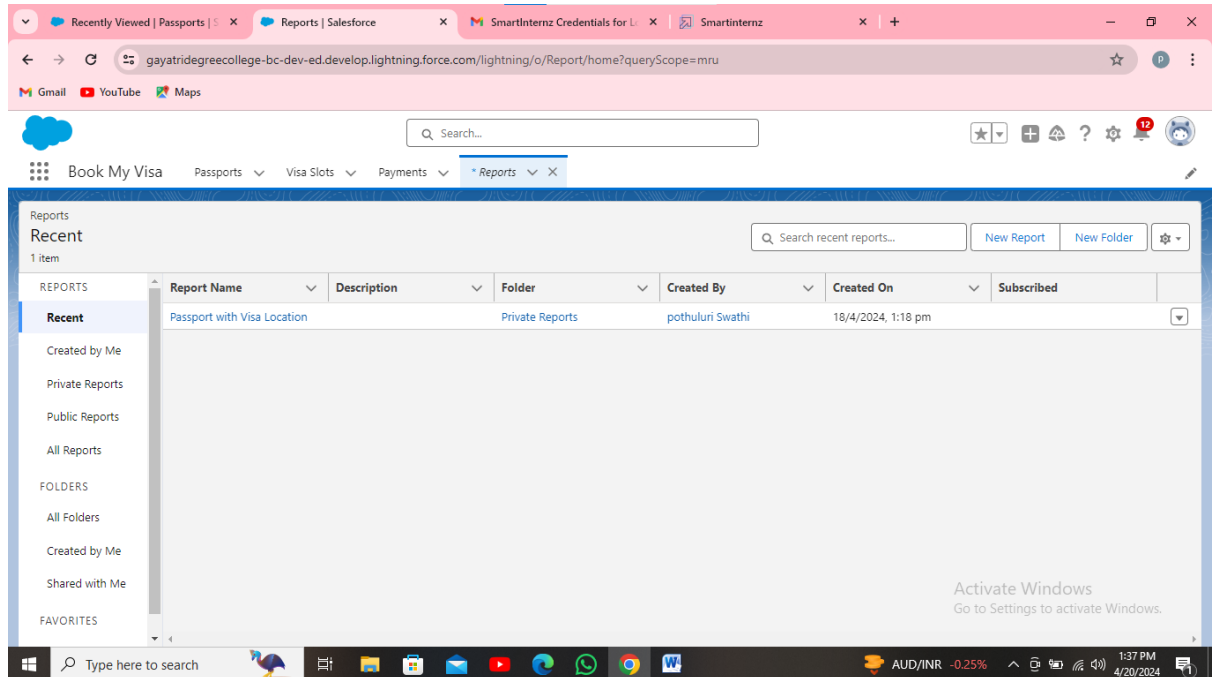 Recently Viewed | Passports | S
Reports | Salesforce
SmartInternz Credentials for Lo
Smartinternz
gayatridegreecollege-bc-dev-ed.develop.lightning.force.com/lightning/o/Report/home?queryScope=mru
P
Gmail YouTube Maps
Search...
12
Book My Visa Passports Visa Slots Payments * Reports
Reports
Recent
1 item
Search recent reports...
New Report New Folder
REPORTS
Report Name Description Folder Created By Created On Subscribed
Recent
Passport with Visa Location Private Reports pothuluri Swathi 18/4/2024, 1:18 pm
Created by Me
Private Reports
Public Reports
All Reports
FOLDERS
All Folders
Created by Me
Shared with Me
FAVORITES
Activate Windows
Go to Settings to activate Windows.
Type here to search
W
AUD/INR -0.25%
1:37 PM
4/20/2024
1